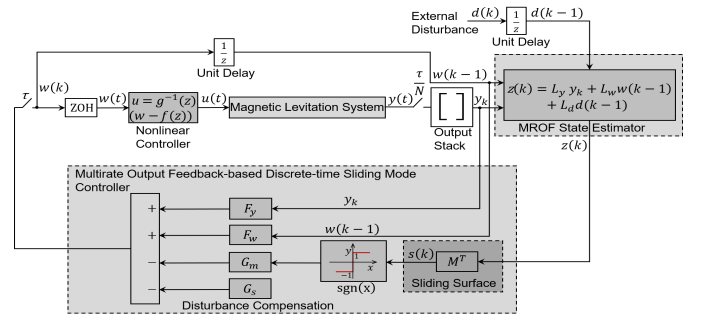 External
Disturbance
d(k)
1/z
d(k − 1)
Unit Delay
1/z
Unit Delay
τ
w(k)
ZOH
w(t)
u = g⁻¹(z)
(w − f(z))
Nonlinear
Controller
u(t)
Magnetic Levitation System
y(t)
τ/N
w(k − 1)
[ ]
Output
Stack
y_k
z(k) = L_y y_k + L_w w(k − 1)
+ L_d d(k − 1)
MROF State Estimator
z(k)
Multirate Output Feedback-based Discrete-time Sliding Mode
Controller
+
F_y
y_k
+
F_w
w(k − 1)
−
G_m
y
1
x
−1
sgn(x)
s(k)
M^T
Sliding Surface
−
G_s
Disturbance Compensation